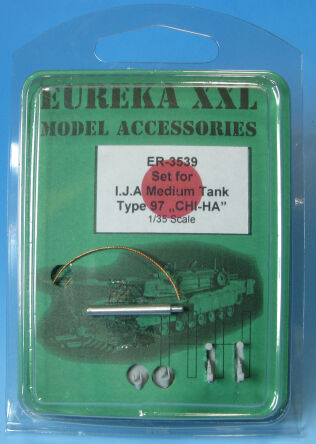 EUREKA XXL
MODEL ACCESSORIES
ER-3539
Set for
I.J.A Medium Tank
Type 97 „CHI-HA”
1/35 Scale